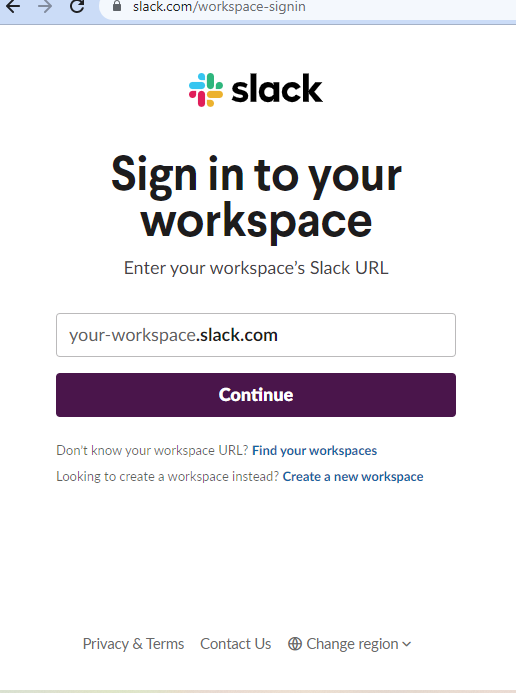 slack.com/workspace-signin
slack
Sign in to your
workspace
Enter your workspace’s Slack URL
your-workspace.slack.com
Continue
Don't know your workspace URL? Find your workspaces
Looking to create a workspace instead? Create a new workspace
Privacy & Terms Contact Us Change region